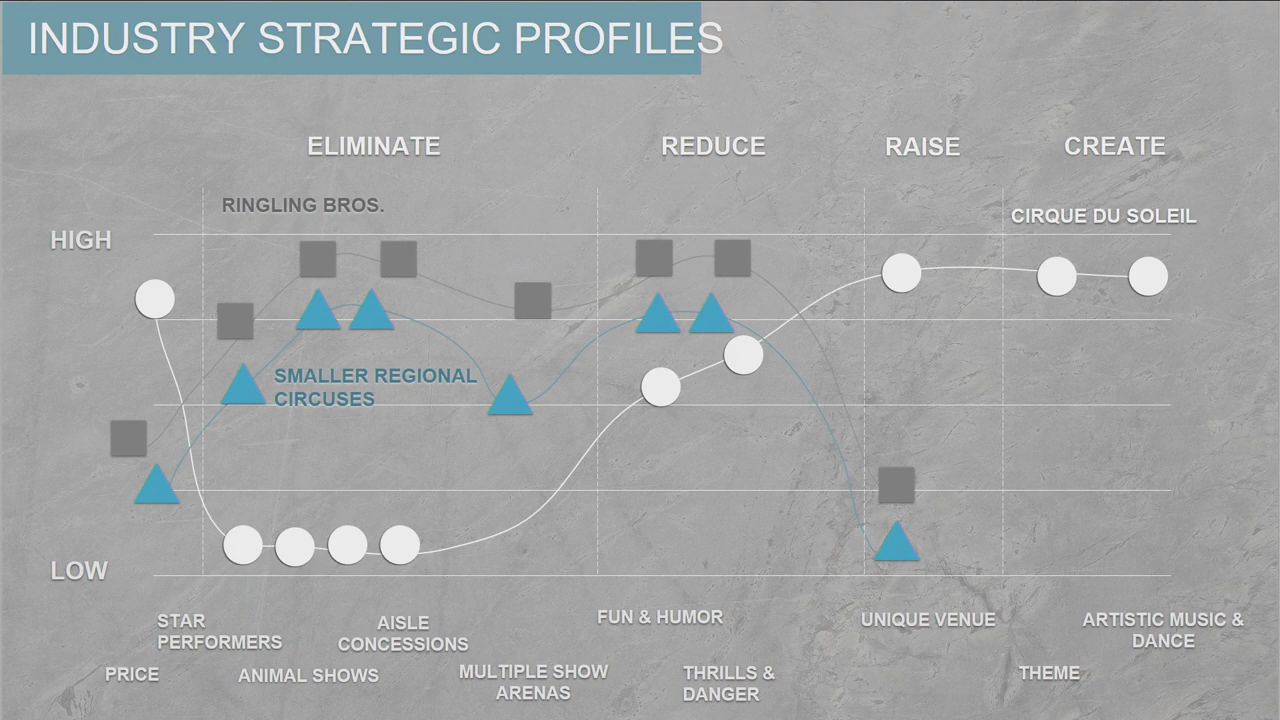 INDUSTRY STRATEGIC PROFILES
ELIMINATE
REDUCE
RAISE
CREATE
RINGLING BROS.
CIRQUE DU SOLEIL
HIGH
SMALLER REGIONAL
CIRCUSES
LOW
STAR
PERFORMERS
AISLE
CONCESSIONS
FUN & HUMOR
UNIQUE VENUE
ARTISTIC MUSIC &
DANCE
PRICE
ANIMAL SHOWS
MULTIPLE SHOW
ARENAS
THRILLS &
DANGER
THEME